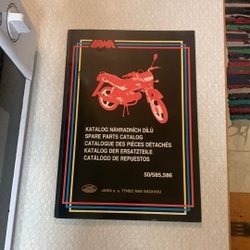 JAWA
KATALOG NÁHRADNÍCH DÍLŮ
SPARE PARTS CATALOG
CATALOGUE DES PIÈCES DÉTACHÉS
KATALOG DER ERSATZTEILE
CATÁLOGO DE REPUESTOS
50/585,586
JAWA a. s. TÝNEC NAD SÁZAVOU